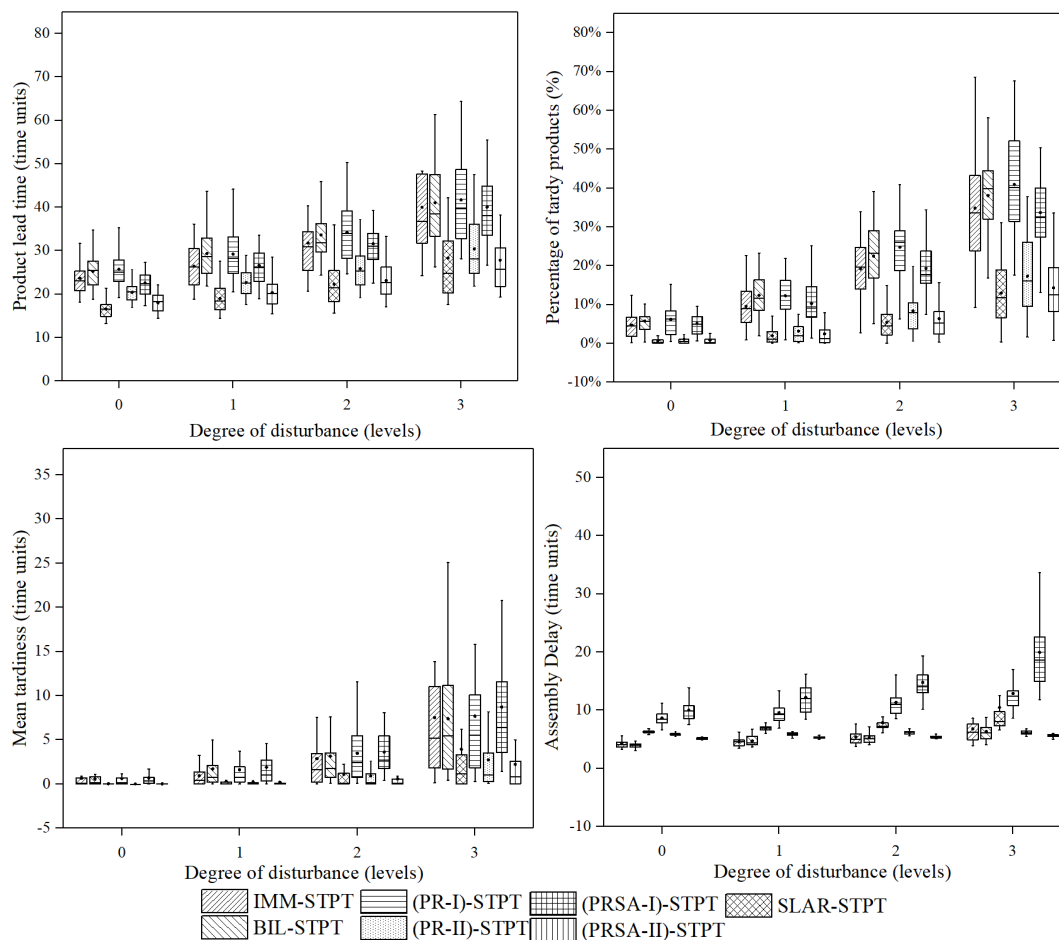 Product lead time (time units)
90
80
70
60
50
40
30
20
10
0
0 1 2 3
Degree of disturbance (levels)
Percentage of tardy products (%)
80%
70%
60%
50%
40%
30%
20%
10%
0%
-10%
0 1 2 3
Degree of disturbance (levels)
Mean tardiness (time units)
35
30
25
20
15
10
5
0
-5
0 1 2 3
Degree of disturbance (levels)
Assembly Delay (time units)
50
40
30
20
10
0
-10
0 1 2 3
Degree of disturbance (levels)
IMM-STPT (PR-I)-STPT (PRSA-I)-STPT SLAR-STPT
BIL-STPT (PR-II)-STPT (PRSA-II)-STPT